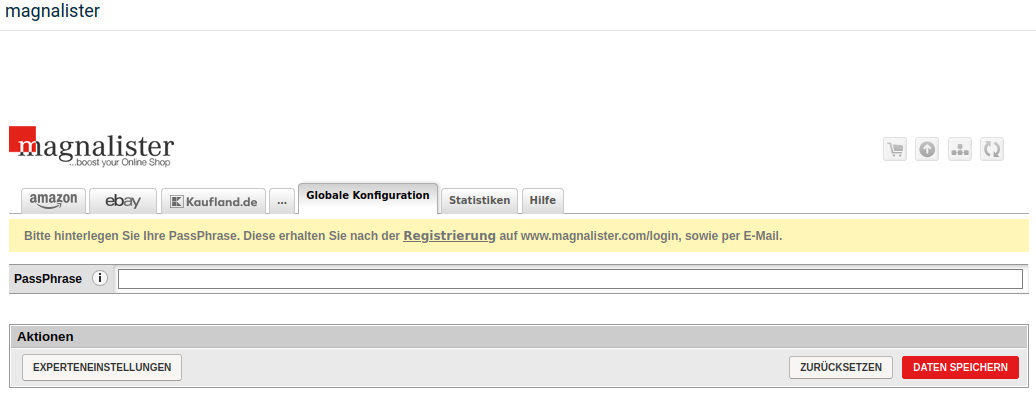 magnalister
magnalister
...boost your Online Shop
amazon ebay Kaufland.de ... Globale Konfiguration Statistiken Hilfe
Bitte hinterlegen Sie Ihre PassPhrase. Diese erhalten Sie nach der Registrierung auf www.magnalister.com/login, sowie per E-Mail.
PassPhrase i
Aktionen
EXPERTENEINSTELLUNGEN ZURÜCKSETZEN DATEN SPEICHERN